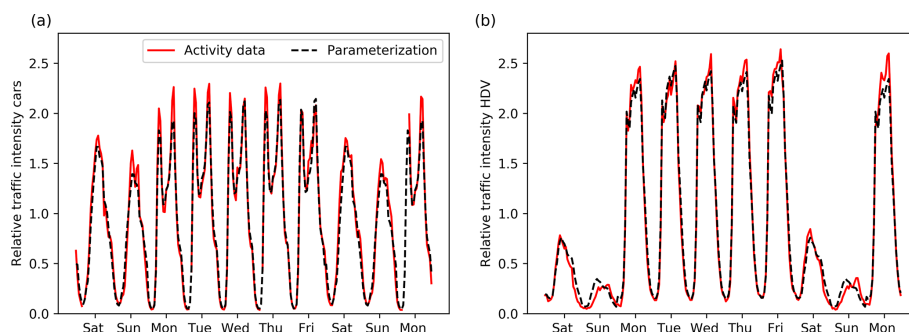 (a)
Activity data
Parameterization
Relative traffic intensity cars
2.5
2.0
1.5
1.0
0.5
0.0
Sat Sun Mon Tue Wed Thu Fri Sat Sun Mon
(b)
Relative traffic intensity HDV
2.5
2.0
1.5
1.0
0.5
0.0
Sat Sun Mon Tue Wed Thu Fri Sat Sun Mon